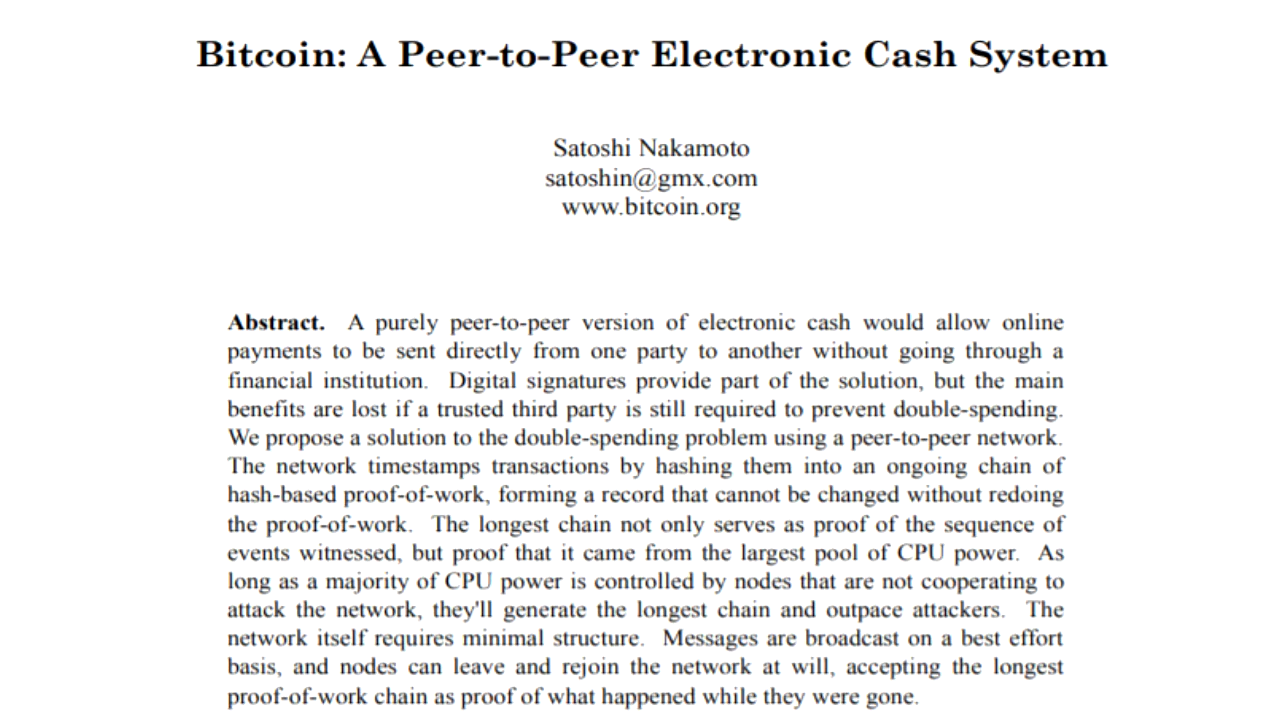 Bitcoin: A Peer-to-Peer Electronic Cash System
Satoshi Nakamoto
satoshin@gmx.com
www.bitcoin.org
Abstract. A purely peer-to-peer version of electronic cash would allow online
payments to be sent directly from one party to another without going through a
financial institution. Digital signatures provide part of the solution, but the main
benefits are lost if a trusted third party is still required to prevent double-spending.
We propose a solution to the double-spending problem using a peer-to-peer network.
The network timestamps transactions by hashing them into an ongoing chain of
hash-based proof-of-work, forming a record that cannot be changed without redoing
the proof-of-work. The longest chain not only serves as proof of the sequence of
events witnessed, but proof that it came from the largest pool of CPU power. As
long as a majority of CPU power is controlled by nodes that are not cooperating to
attack the network, they'll generate the longest chain and outpace attackers. The
network itself requires minimal structure. Messages are broadcast on a best effort
basis, and nodes can leave and rejoin the network at will, accepting the longest
proof-of-work chain as proof of what happened while they were gone.